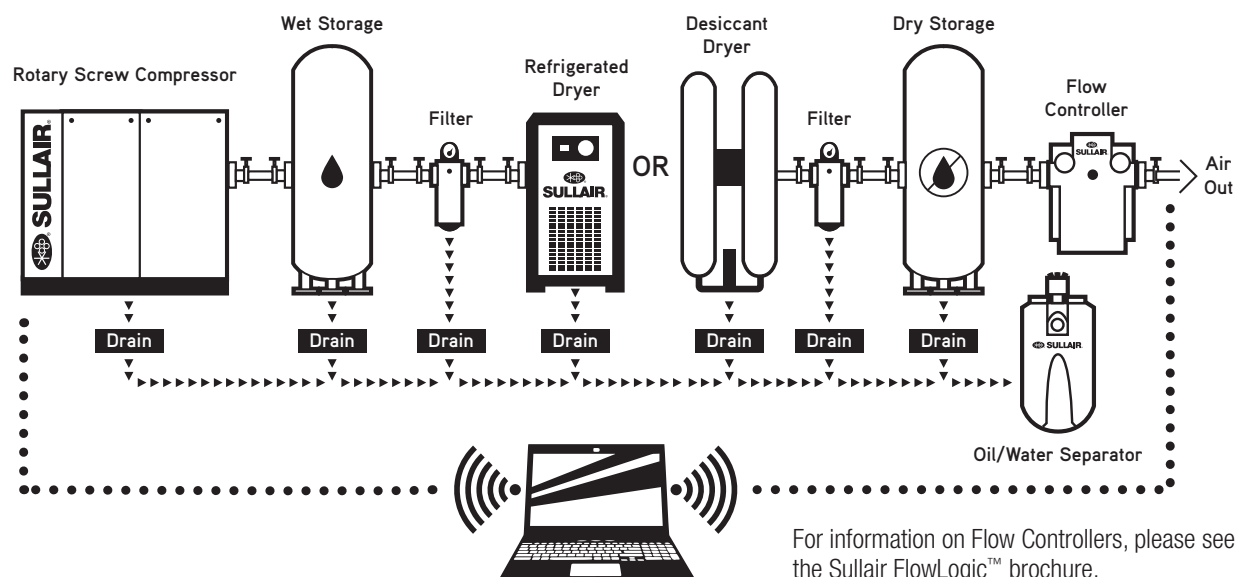 Wet Storage
Desiccant
Dryer
Dry Storage
Rotary Screw Compressor
Refrigerated
Dryer
Flow
Controller
Filter
Filter
SULLAIR
SULLAIR
OR
SULLAIR
Air
Out
Drain
Drain
Drain
Drain
Drain
Drain
Drain
SULLAIR
Oil/Water Separator
For information on Flow Controllers, please see
the Sullair FlowLogic™ brochure.